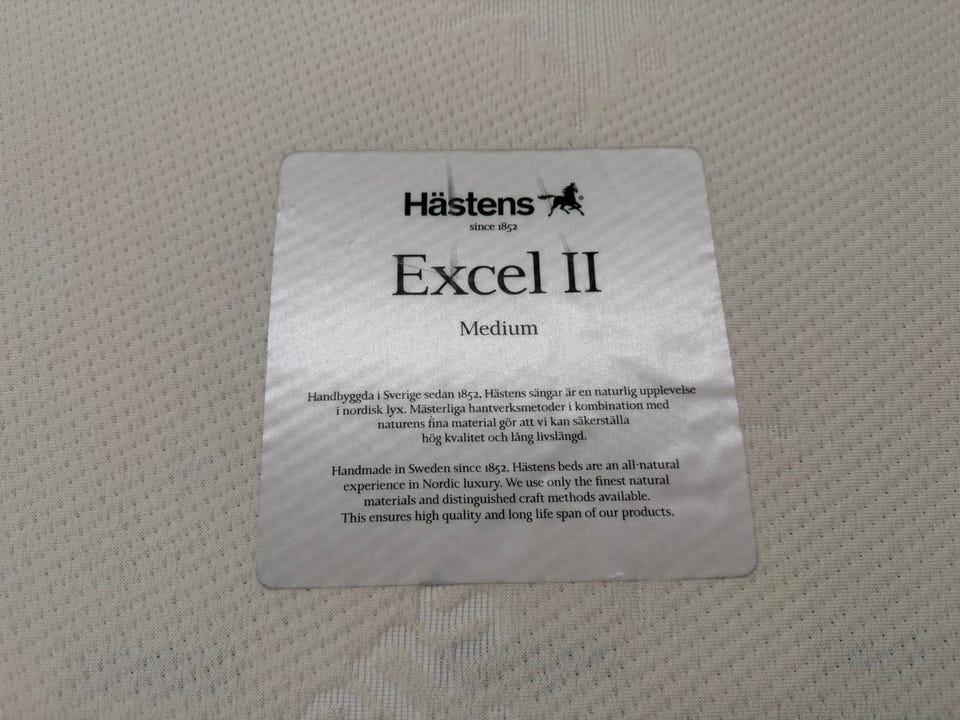 Hästens
since 1852
Excel II
Medium
Handbyggda i Sverige sedan 1852, Hästens sängar är en naturlig upplevelse
i nordisk lyx. Mästerliga hantverksmetoder i kombination med
naturens fina material gör att vi kan säkerställa
hög kvalitet och lång livslängd.
Handmade in Sweden since 1852, Hästens beds are an all-natural
experience in Nordic luxury. We use only the finest natural
materials and distinguished craft methods available.
This ensures high quality and long life span of our products.